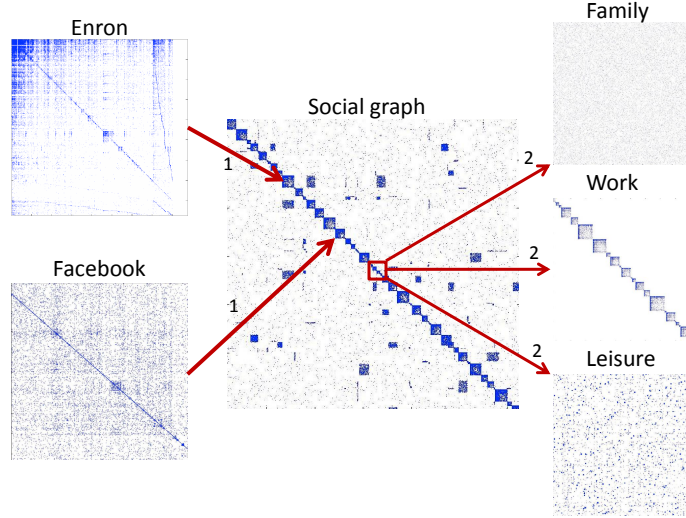 Enron
Facebook
Social graph
1
1
2
2
2
Family
Work
Leisure